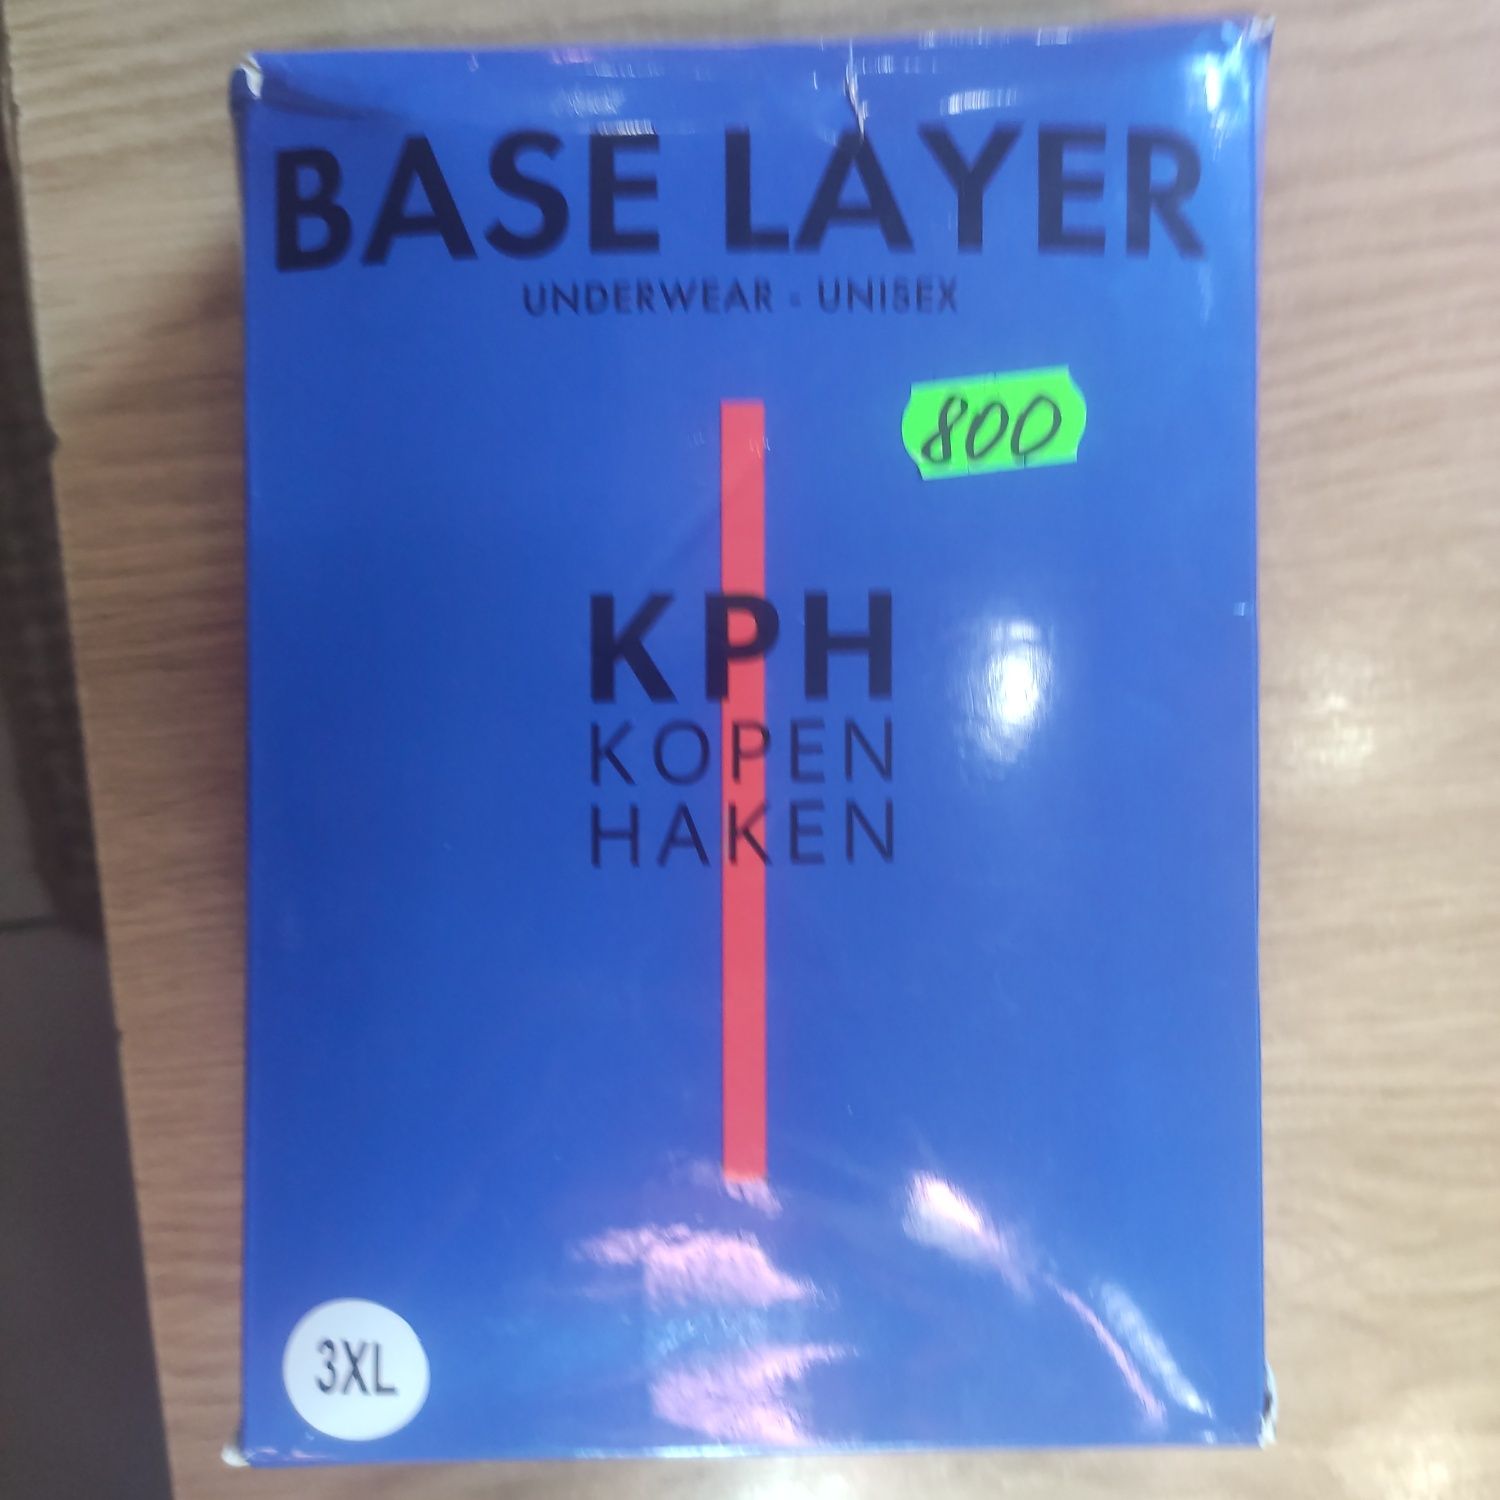 BASE LAYER
UNDERWEAR - UNISEX
800
KPH
KOPEN
HAKEN
3XL